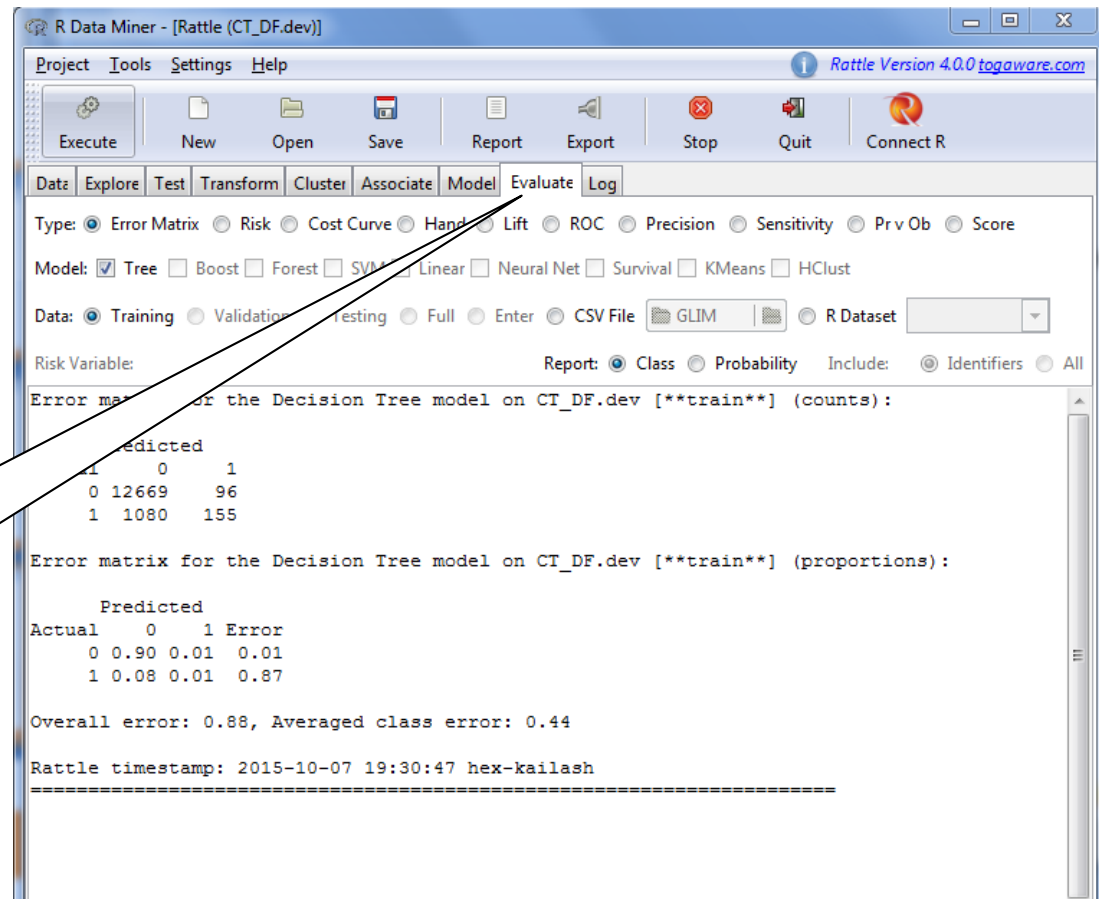 R Data Miner - [Rattle (CT_DF.dev)]
Project Tools Settings Help
Rattle Version 4.0.0 togaware.com
Execute New Open Save Report Export Stop Quit Connect R
Data Explore Test Transform Cluster Associate Model Evaluate Log
Type: Error Matrix Risk Cost Curve Hand Lift ROC Precision Sensitivity Pr v Ob Score
Model: Tree Boost Forest SVM Linear Neural Net Survival KMeans HClust
Data: Training Validation Testing Full Enter CSV File GLIM R Dataset
Risk Variable: Report: Class Probability Include: Identifiers All
Error for the Decision Tree model on CT_DF.dev [**train**] (counts):
Predicted
0 1
0 12669 96
1 1080 155
Error matrix for the Decision Tree model on CT_DF.dev [**train**] (proportions):
Predicted
Actual 0 1 Error
0 0.90 0.01 0.01
1 0.08 0.01 0.87
Overall error: 0.88, Averaged class error: 0.44
Rattle timestamp: 2015-10-07 19:30:47 hex-kailash
======================================================================